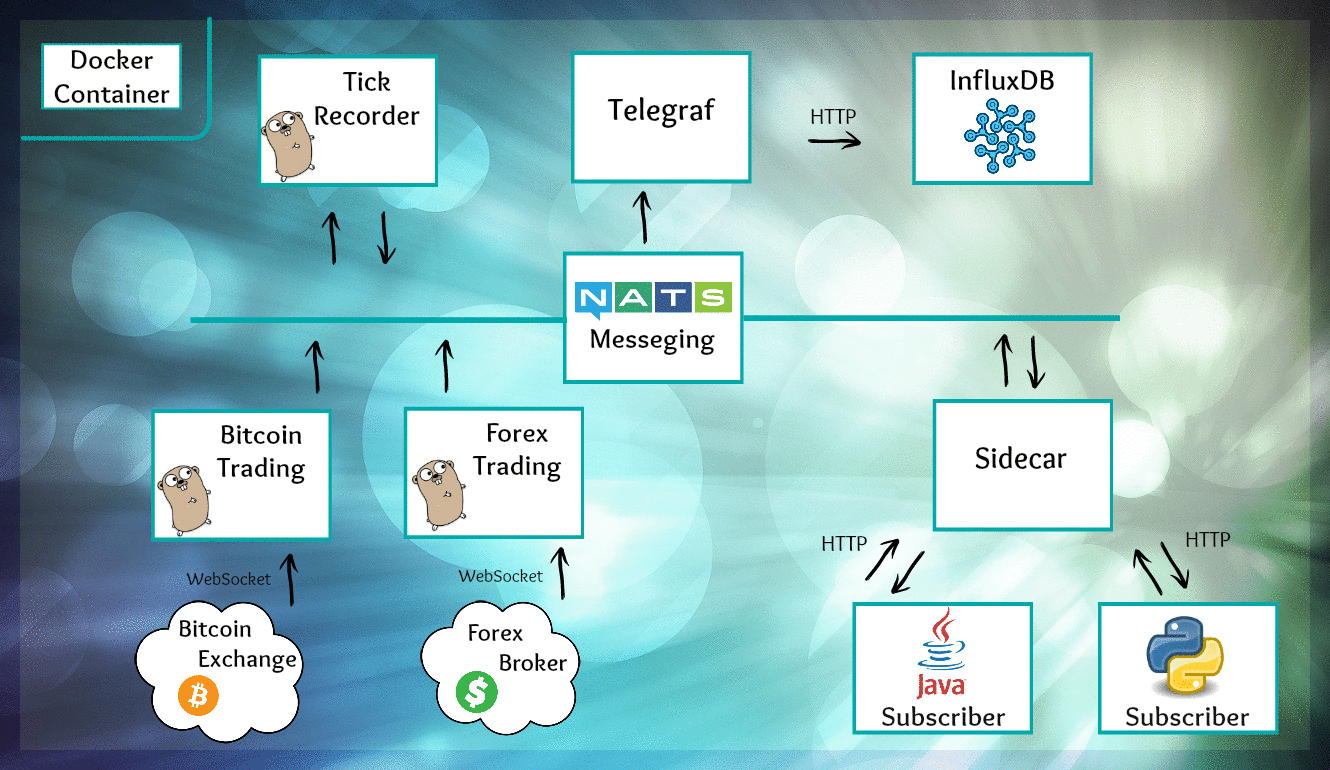 Docker
Container
Tick
Recorder
Telegraf
HTTP
InfluxDB
NATS
Messeging
Bitcoin
Trading
Forex
Trading
Sidecar
WebSocket
WebSocket
HTTP
HTTP
Bitcoin
Exchange
Forex
Broker
Java
Subscriber
Subscriber